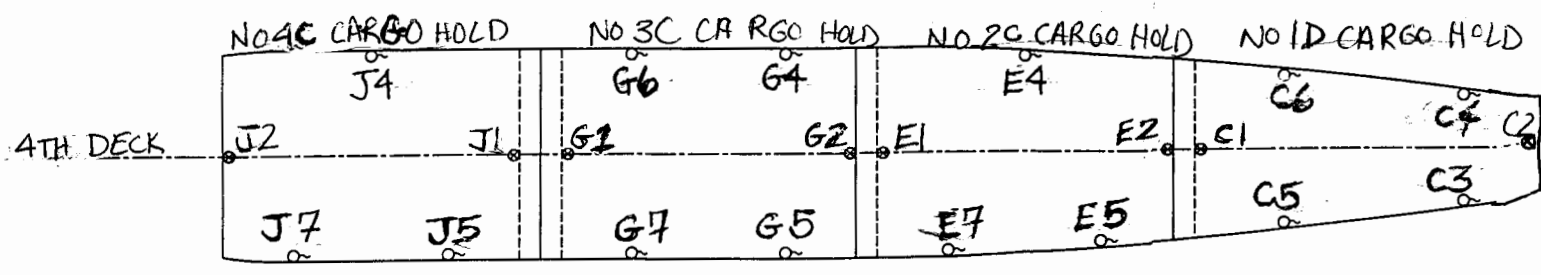 NO4C CARGO HOLD NO 3C CARGO HOLD NO 2C CARGO HOLD NO 1D CARGO HOLD
J4 G6 G4 E4 C6 C4
4TH DECK J2 J1 G1 G2 E1 E2 C1 C2
J7 J5 G7 G5 E7 E5 C5 C3